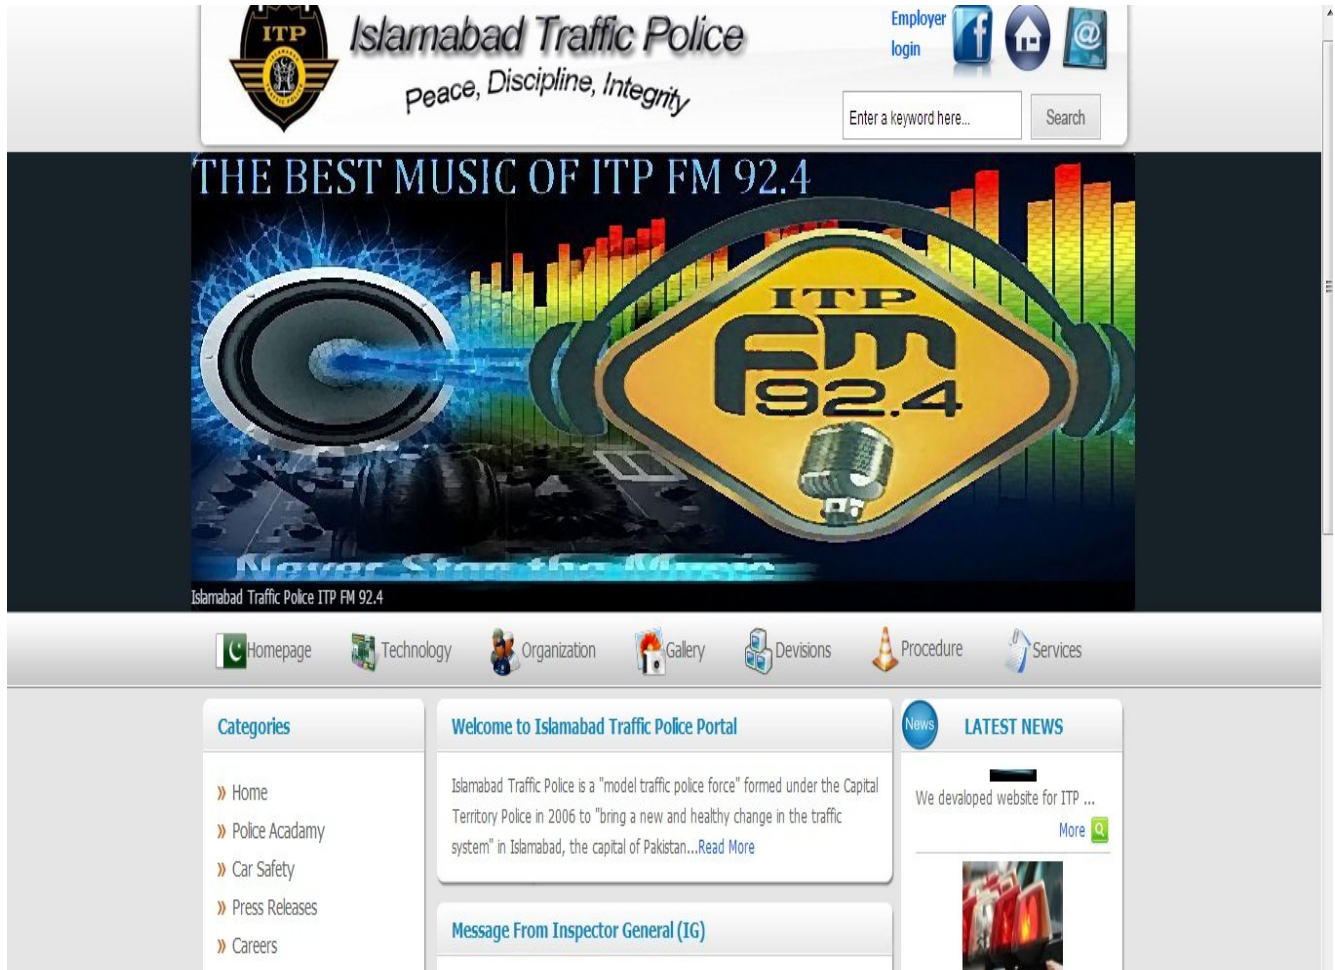 ITP
Islamabad Traffic Police
Peace, Discipline, Integrity
Employer
login
Enter a keyword here...
Search
THE BEST MUSIC OF ITP FM 92.4
ITP
FM
92.4
Never Stop the Music
Islamabad Traffic Police ITP FM 92.4
Homepage
Technology
Organization
Gallery
Devisions
Procedure
Services
Categories
» Home
» Police Acadamy
» Car Safety
» Press Releases
» Careers
Welcome to Islamabad Traffic Police Portal
Islamabad Traffic Police is a "model traffic police force" formed under the Capital
Territory Police in 2006 to "bring a new and healthy change in the traffic
system" in Islamabad, the capital of Pakistan...Read More
Message From Inspector General (IG)
News
LATEST NEWS
We devaloped website for ITP ...
More